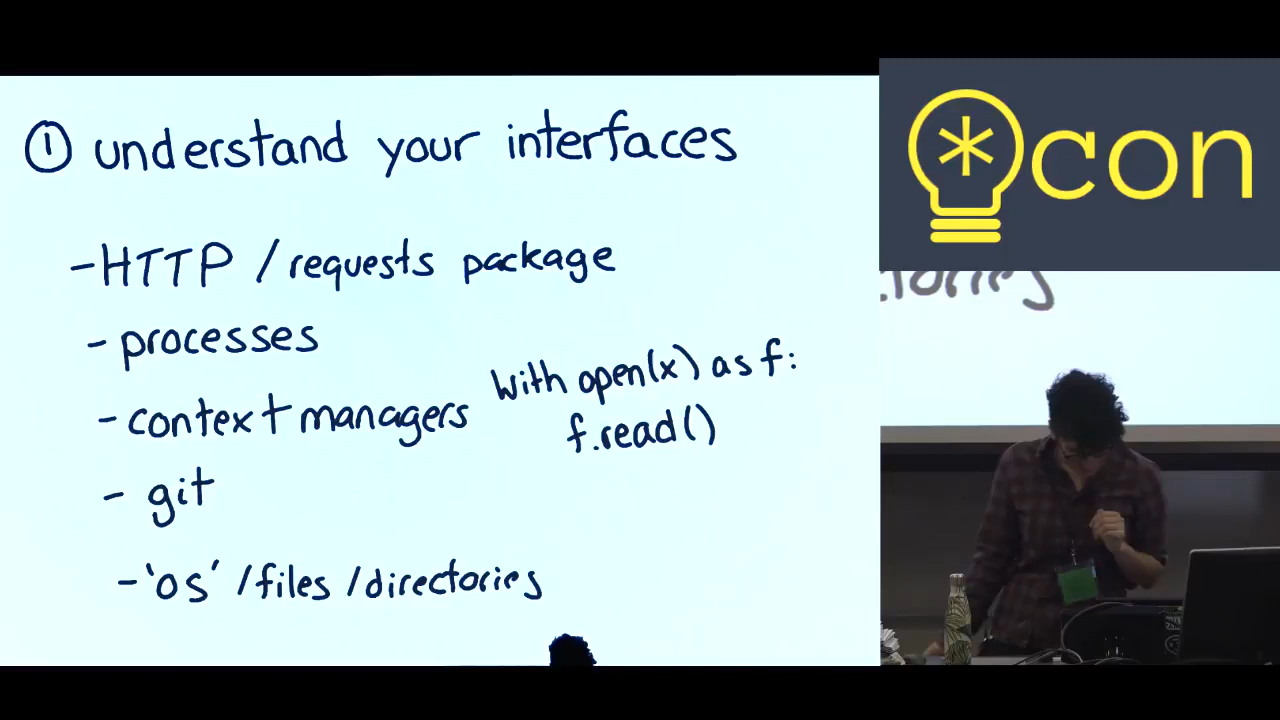 ① understand your interfaces
- HTTP / requests package
- processes
- context managers
with open(x) as f:
f.read()
- git
- 'os' / files / directories
*con